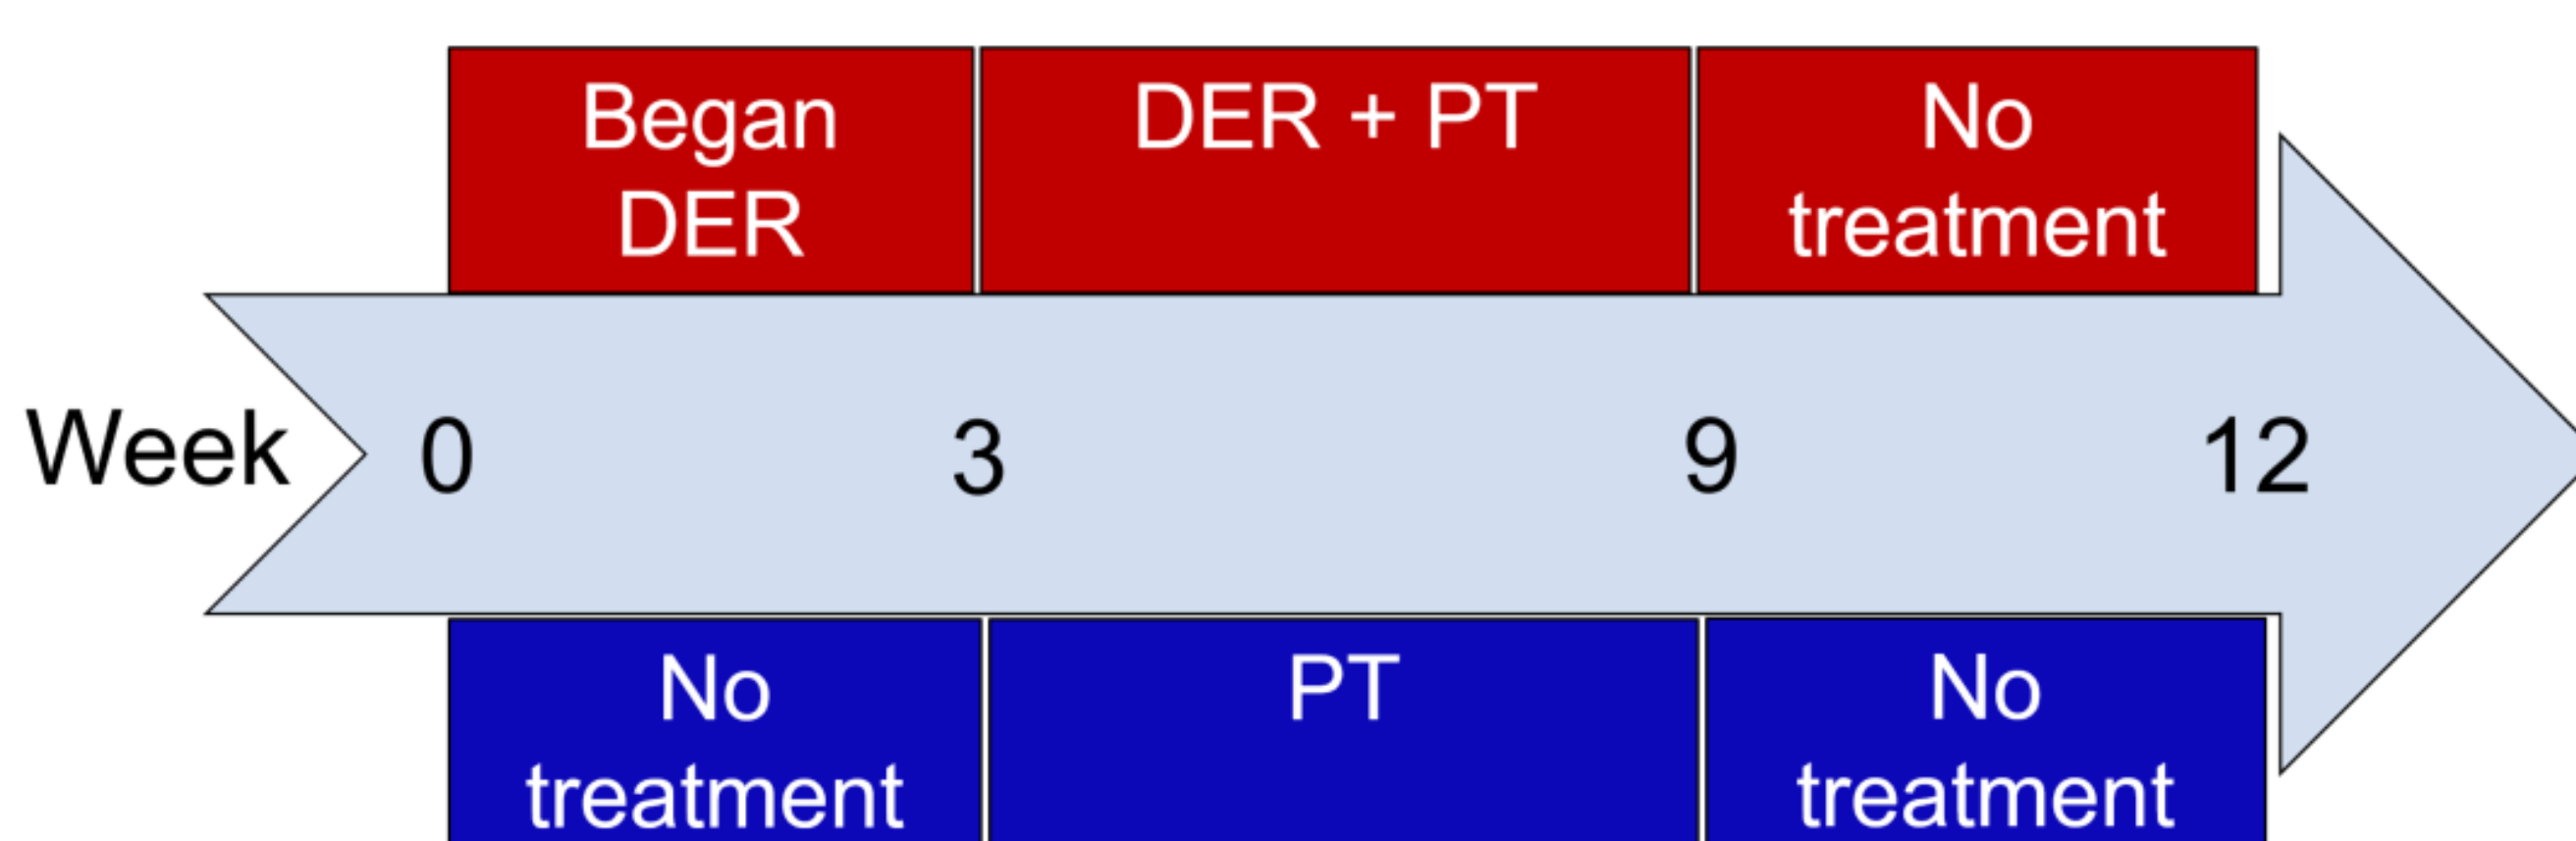 Began
DER
DER + PT
No
treatment
Week 0 3 9 12
No
treatment
PT
No
treatment